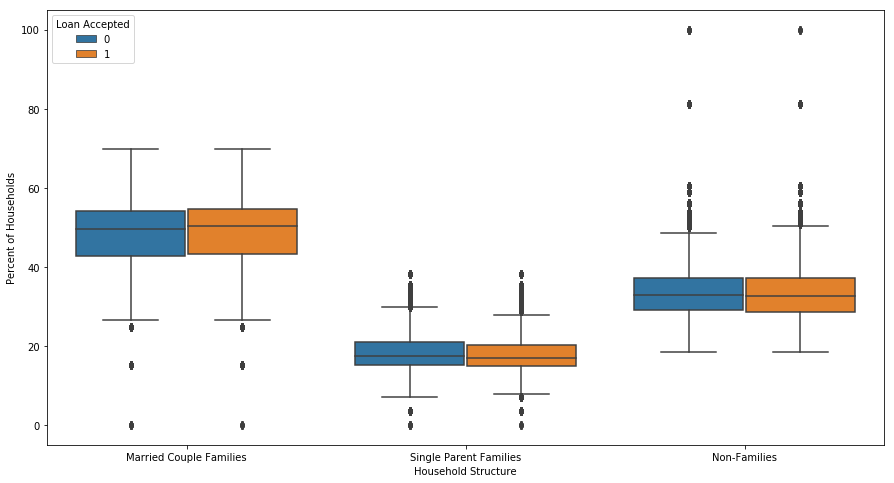 Loan Accepted
0
1
100
80
60
40
20
0
Percent of Households
Married Couple Families
Single Parent Families
Non-Families
Household Structure